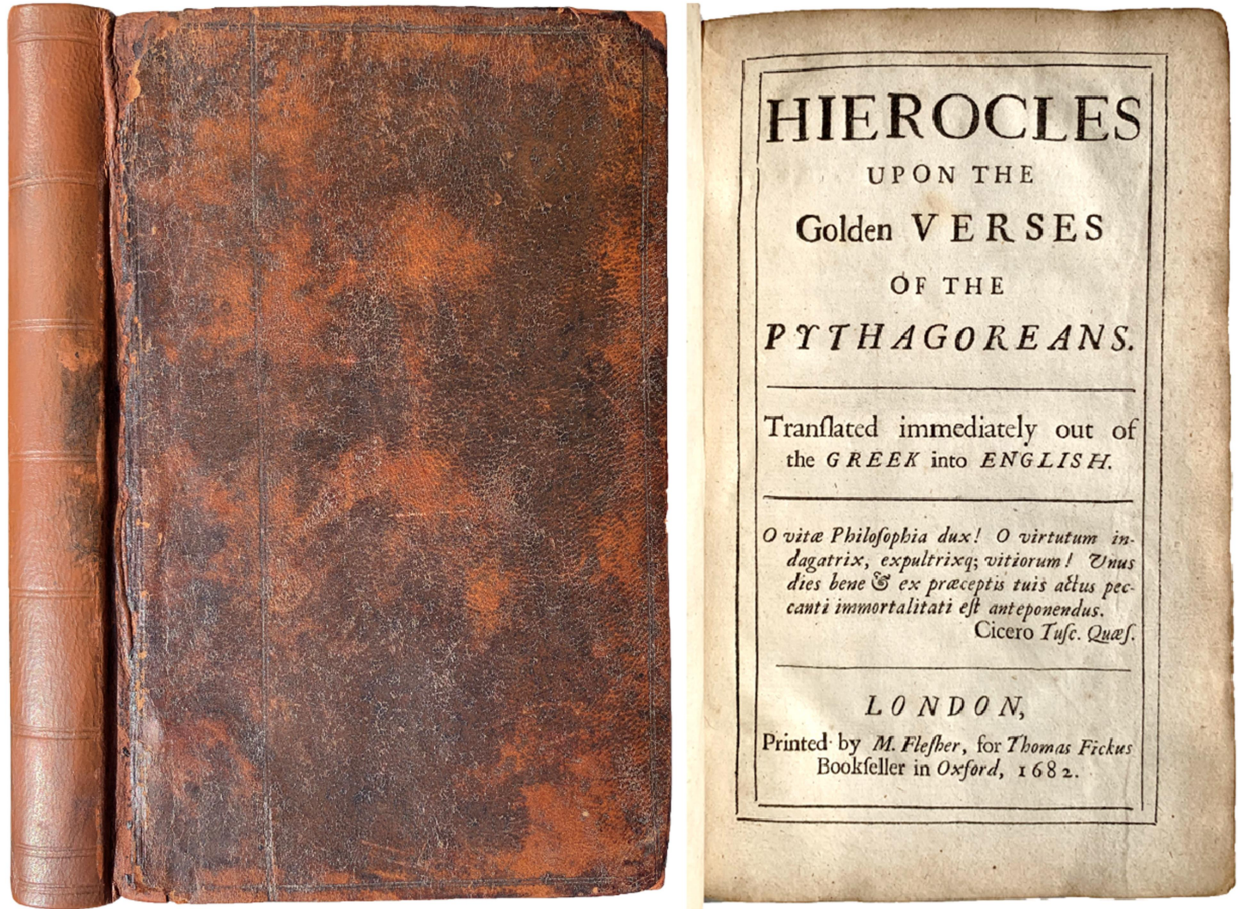 HIEROCLES
UPON THE
Golden VERSES
OF THE
PYTHAGOREANS.
Tranſlated immediately out of
the GREEK into ENGLISH.
O vitæ Philoſophia dux! O virtutum in-
dagatrix, expultrixq; vitiorum! Unus
dies bene & ex præceptis tuis actus pec-
canti immortalitati eſt anteponendus.
Cicero Tuſc. Quæſ.
LONDON,
Printed by M. Fleſher, for Thomas Fickus
Bookſeller in Oxford, 1682.